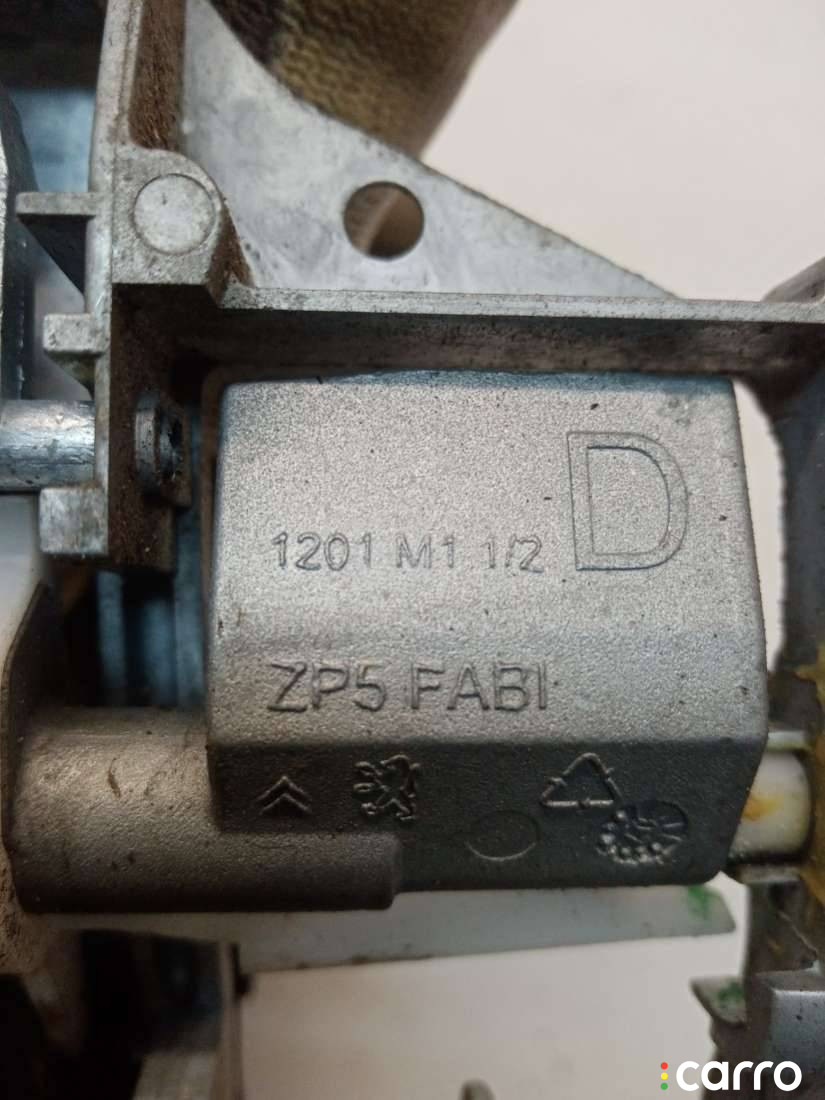 D
1201 M1 1/2
ZP5 FABI
carro